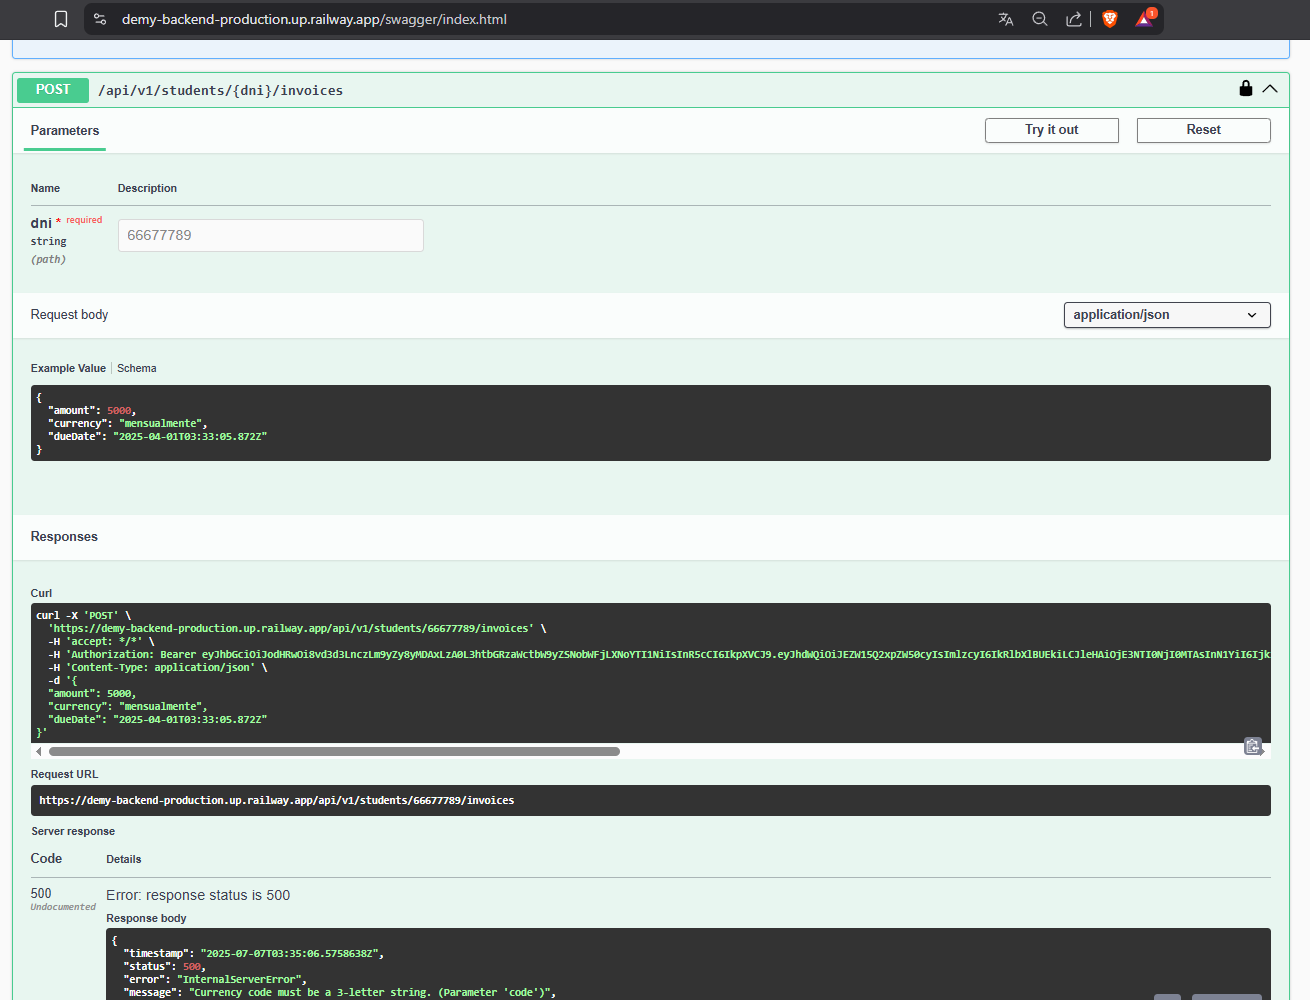 demy-backend-production.up.railway.app/swagger/index.html
1
POST /api/v1/students/{dni}/invoices
Parameters
Try it out
Reset
Name Description
dni * required
string
(path)
66677789
Request body
application/json
Example Value Schema
{
"amount": 5000,
"currency": "mensualmente",
"dueDate": "2025-04-01T03:33:05.872Z"
}
Responses
Curl
curl -X 'POST' \
'https://demy-backend-production.up.railway.app/api/v1/students/66677789/invoices' \
-H 'accept: */*' \
-H 'Authorization: Bearer eyJhbGciOiJodHRwOi8vd3d3LnczLm9yZy8yMDAxLzA0L3htbGRzaWctbW9yZSNobWFjLXNoYTI1NiIsInR5cCI6IkpXVCJ9.eyJhdWQiOiJEZW15Q2xpZW50cyIsImlzcyI6IkRlbXlBUEkiLCJleHAiOjE3NTI0NjI0MTAsInN1YiI6Ijk
-H 'Content-Type: application/json' \
-d '{
"amount": 5000,
"currency": "mensualmente",
"dueDate": "2025-04-01T03:33:05.872Z"
}'
Request URL
https://demy-backend-production.up.railway.app/api/v1/students/66677789/invoices
Server response
Code Details
500
Undocumented
Error: response status is 500
Response body
{
"timestamp": "2025-07-07T03:35:06.5758638Z",
"status": 500,
"error": "InternalServerError",
"message": "Currency code must be a 3-letter string. (Parameter 'code')",